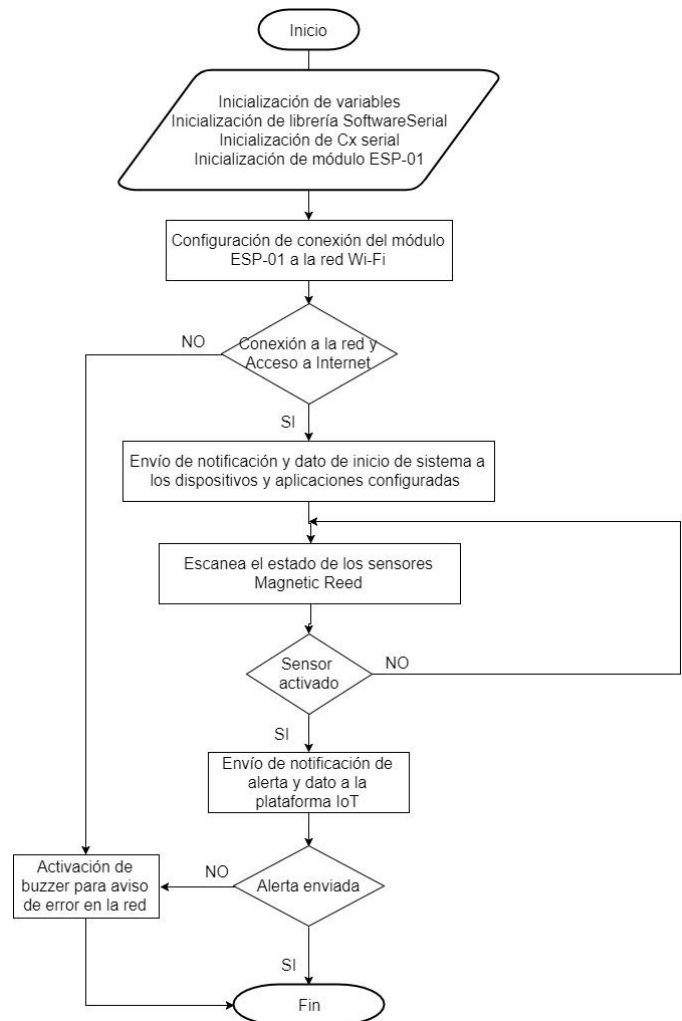 Inicio
Inicialización de variables
Inicialización de librería SoftwareSerial
Inicialización de Cx serial
Inicialización de módulo ESP-01
Configuración de conexión del módulo
ESP-01 a la red Wi-Fi
NO
Conexión a la red y
Acceso a Internet
SI
Envío de notificación y dato de inicio de sistema a
los dispositivos y aplicaciones configuradas
Escanea el estado de los sensores
Magnetic Reed
Sensor
activado
NO
SI
Envío de notificación de
alerta y dato a la
plataforma IoT
Activación de
buzzer para aviso
de error en la red
NO
Alerta enviada
SI
Fin